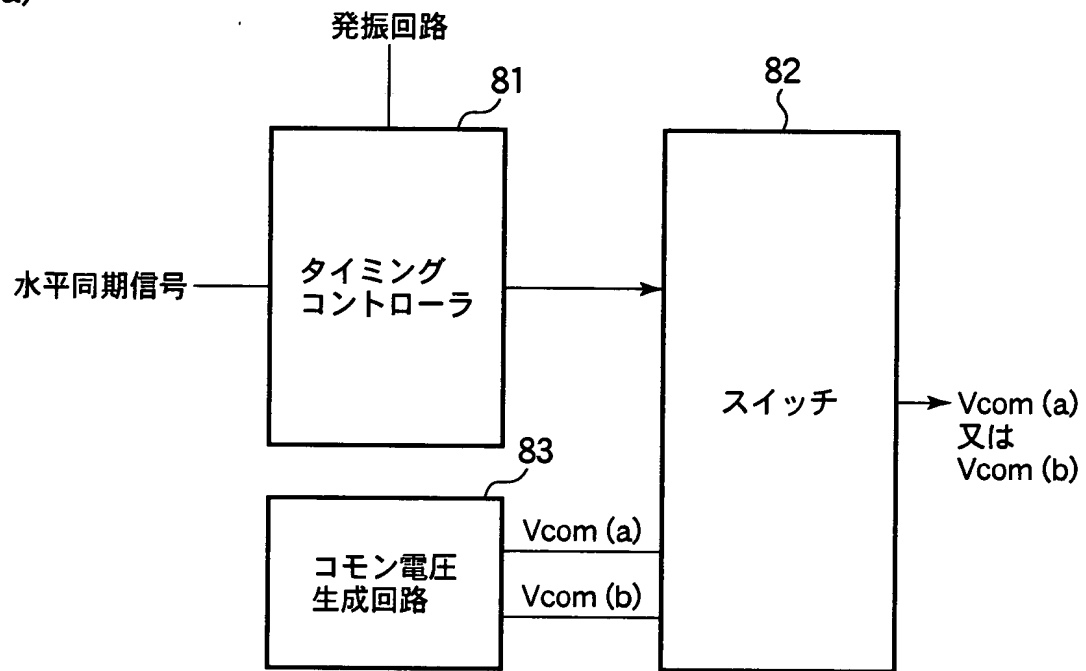 発振回路
81
82
水平同期信号
タイミング
コントローラ
スイッチ
Vcom (a)
又は
Vcom (b)
83
コモン電圧
生成回路
Vcom (a)
Vcom (b)